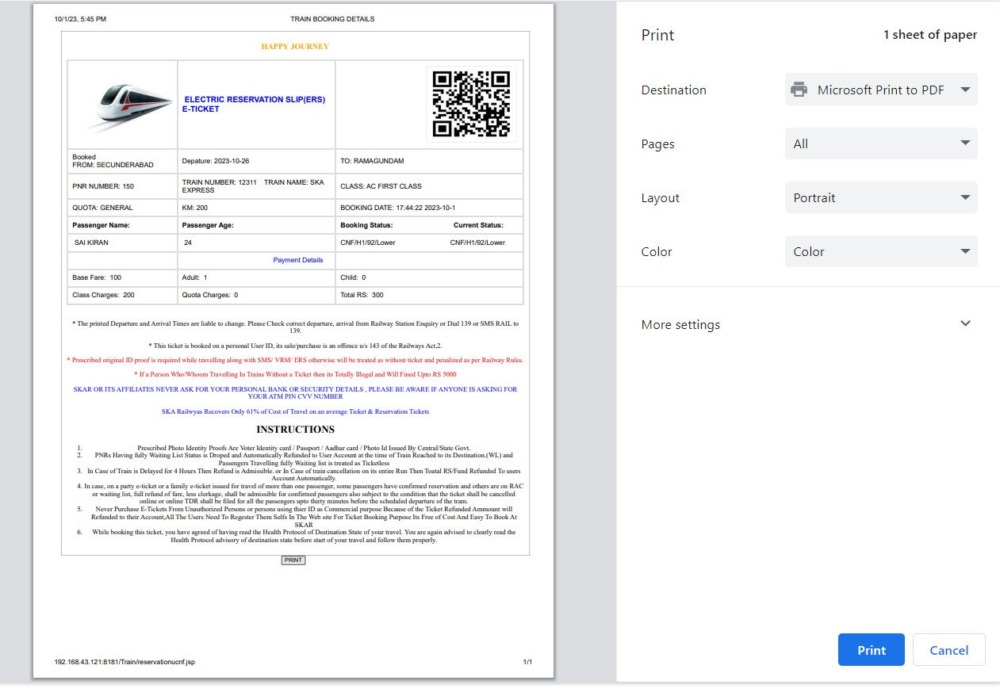 10/1/23, 5:45 PM TRAIN BOOKING DETAILS
HAPPY JOURNEY
ELECTRIC RESERVATION SLIP(ERS)
E-TICKET
Booked
FROM: SECUNDERABAD
Depature: 2023-10-26
TO: RAMAGUNDAM
PNR NUMBER: 150
TRAIN NUMBER: 12311 TRAIN NAME: SKA
EXPRESS
CLASS: AC FIRST CLASS
QUOTA: GENERAL
KM: 200
BOOKING DATE: 17:44:22 2023-10-1
Passenger Name:
Passenger Age:
Booking Status: Current Status:
SAI KIRAN
24
CNF/H1/92/Lower CNF/H1/92/Lower
Payment Details
Base Fare: 100
Adult: 1
Child: 0
Class Charges: 200
Quota Charges: 0
Total RS: 300
* The printed Departure and Arrival Times are liable to change. Please Check correct departure, arrival from Railway Station Enquiry or Dial 139 or SMS RAIL to
139.
* This ticket is booked on a personal User ID, its sale/purchase is an offence u/s 143 of the Railways Act,2.
* Prescribed original ID proof is required while travelling along with SMS/ VRM/ ERS otherwise will be treated as without ticket and penalized as per Railway Rules.
* If a Person Who/Whoom Travelling In Trains Without a Ticket then its Totally Illegal and Will Fined Upto RS 5000
SKAR OR ITS AFFILIATES NEVER ASK FOR YOUR PERSONAL BANK OR SECURITY DETAILS , PLEASE BE AWARE IF ANYONE IS ASKING FOR
YOUR ATM PIN CVV NUMBER
SKA Railwyas Recovers Only 61% of Cost of Travel on an average Ticket & Reservation Tickets
INSTRUCTIONS
1. Prescribed Photo Identity Proofs Are Voter Identity card / Passport / Aadhar card / Photo Id Issued By Central/State Govt.
2. PNRs Having fully Waiting List Status is Droped and Automatically Refunded to User Account at the time of Train Reached to its Destination.(WL) and
Passengers Travelling fully Waiting list is treated as Ticketless
3. In Case of Train is Delayed for 4 Hours Then Refund is Admissible. or In Case of train cancellation on its entire Run Then Toatal RS/Fund Refunded To users
Account Automatically.
4. In case, on a party e-ticket or a family e-ticket issued for travel of more than one passenger, some passengers have confirmed reservation and others are on RAC
or waiting list, full refund of fare, less clerkage, shall be admissible for confirmed passengers also subject to the condition that the ticket shall be cancelled
online or online TDR shall be filed for all the passengers upto thirty minutes before the scheduled departure of the tram.
5. Never Purchase E-Tickets From Unauthorized Persons or persons using thier ID as Commercial purpose Because of the Ticket Refunded Ammount will
Refunded to their Account,All The Users Need To Regester Them Selfs In The Web site For Ticket Booking Purpose Its Free of Cost And Easy To Book At
SKAR
6. While booking this ticket, you have agreed of having read the Health Protocol of Destination State of your travel. You are again advised to clearly read the
Health Protocol advisory of destination state before start of your travel and follow them properly.
PRINT
192.168.43.121:8181/Train/reservationucnf.jsp 1/1
Print 1 sheet of paper
Destination Microsoft Print to PDF
Pages All
Layout Portrait
Color Color
More settings
Print Cancel